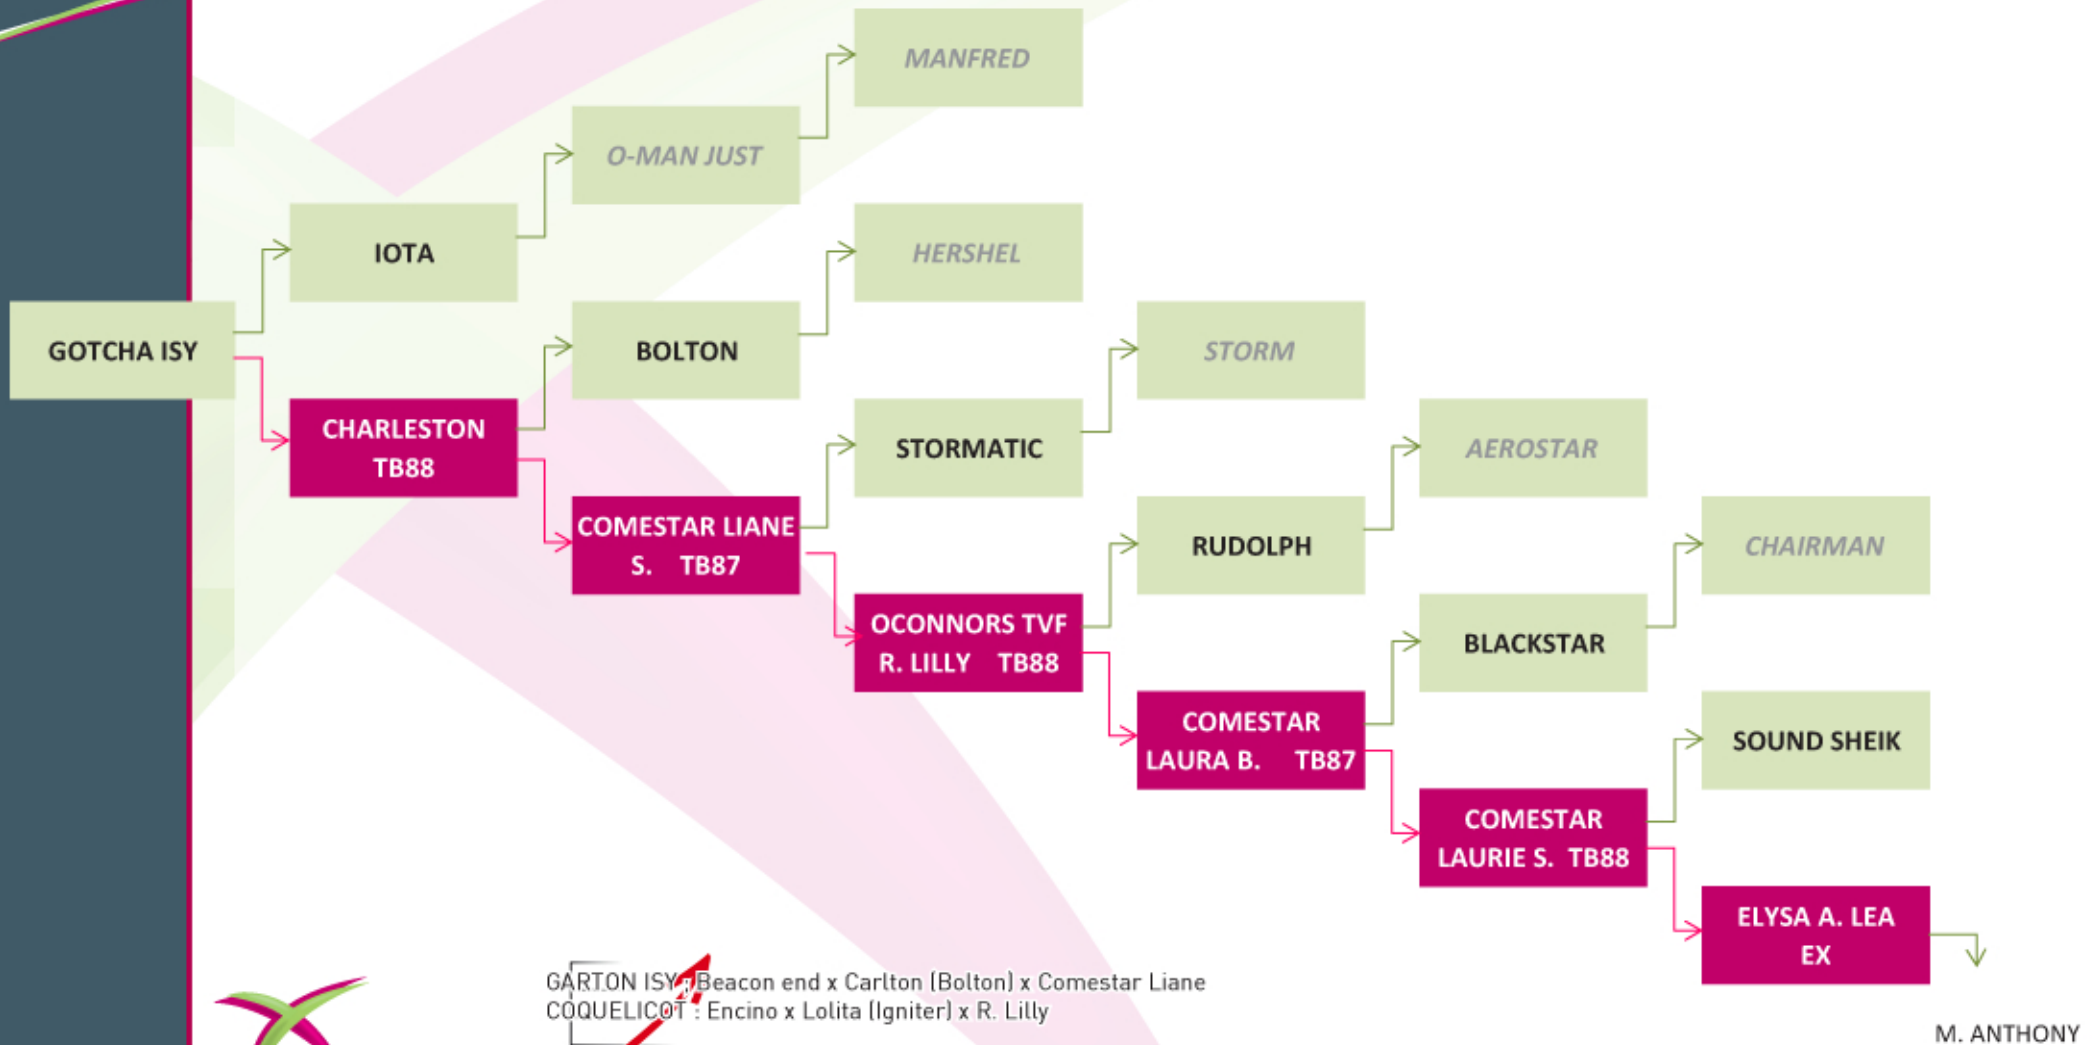 MANFRED
O-MAN JUST
IOTA
HERSHEL
GOTCHA ISY
BOLTON
STORM
CHARLESTON
TB88
STORMATIC
AEROSTAR
COMESTAR LIANE
S. TB87
RUDOLPH
CHAIRMAN
OCONNORS TVF
R. LILLY TB88
BLACKSTAR
COMESTAR
LAURA B. TB87
SOUND SHEIK
COMESTAR
LAURIE S. TB88
ELYSA A. LEA
EX
GARTON ISY : Beacon end x Carlton (Bolton) x Comestar Liane
COQUELICOT : Encino x Lolita (Igniter) x R. Lilly
M. ANTHONY